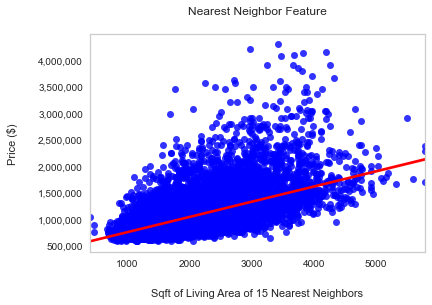 Nearest Neighbor Feature
Price ($)
4,000,000
3,500,000
3,000,000
2,500,000
2,000,000
1,500,000
1,000,000
500,000
1000 2000 3000 4000 5000
Sqft of Living Area of 15 Nearest Neighbors